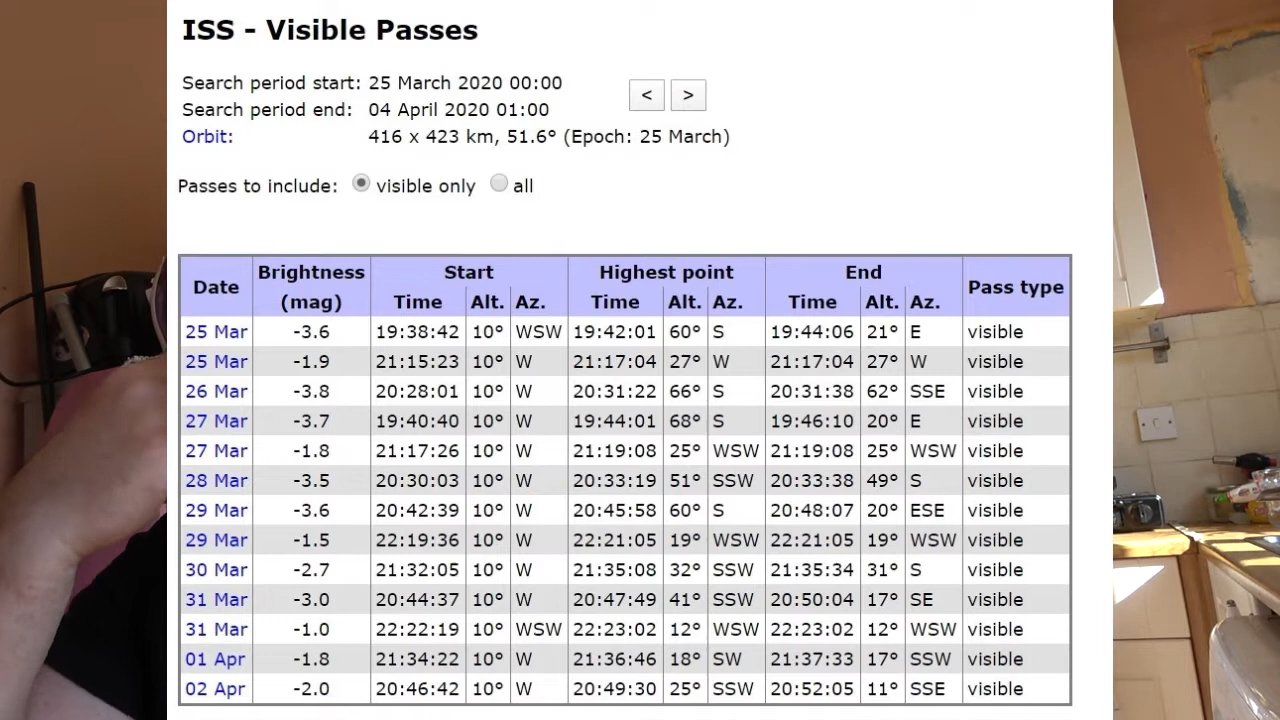 ISS - Visible Passes
Search period start: 25 March 2020 00:00
< >
Search period end: 04 April 2020 01:00
Orbit: 416 x 423 km, 51.6° (Epoch: 25 March)
Passes to include: visible only all
Date Brightness (mag) Start Highest point End Pass type
Time Alt. Az. Time Alt. Az. Time Alt. Az.
25 Mar -3.6 19:38:42 10° WSW 19:42:01 60° S 19:44:06 21° E visible
25 Mar -1.9 21:15:23 10° W 21:17:04 27° W 21:17:04 27° W visible
26 Mar -3.8 20:28:01 10° W 20:31:22 66° S 20:31:38 62° SSE visible
27 Mar -3.7 19:40:40 10° W 19:44:01 68° S 19:46:10 20° E visible
27 Mar -1.8 21:17:26 10° W 21:19:08 25° WSW 21:19:08 25° WSW visible
28 Mar -3.5 20:30:03 10° W 20:33:19 51° SSW 20:33:38 49° S visible
29 Mar -3.6 20:42:39 10° W 20:45:58 60° S 20:48:07 20° ESE visible
29 Mar -1.5 22:19:36 10° W 22:21:05 19° WSW 22:21:05 19° WSW visible
30 Mar -2.7 21:32:05 10° W 21:35:08 32° SSW 21:35:34 31° S visible
31 Mar -3.0 20:44:37 10° W 20:47:49 41° SSW 20:50:04 17° SE visible
31 Mar -1.0 22:22:19 10° WSW 22:23:02 12° WSW 22:23:02 12° WSW visible
01 Apr -1.8 21:34:22 10° W 21:36:46 18° SW 21:37:33 17° SSW visible
02 Apr -2.0 20:46:42 10° W 20:49:30 25° SSW 20:52:05 11° SSE visible